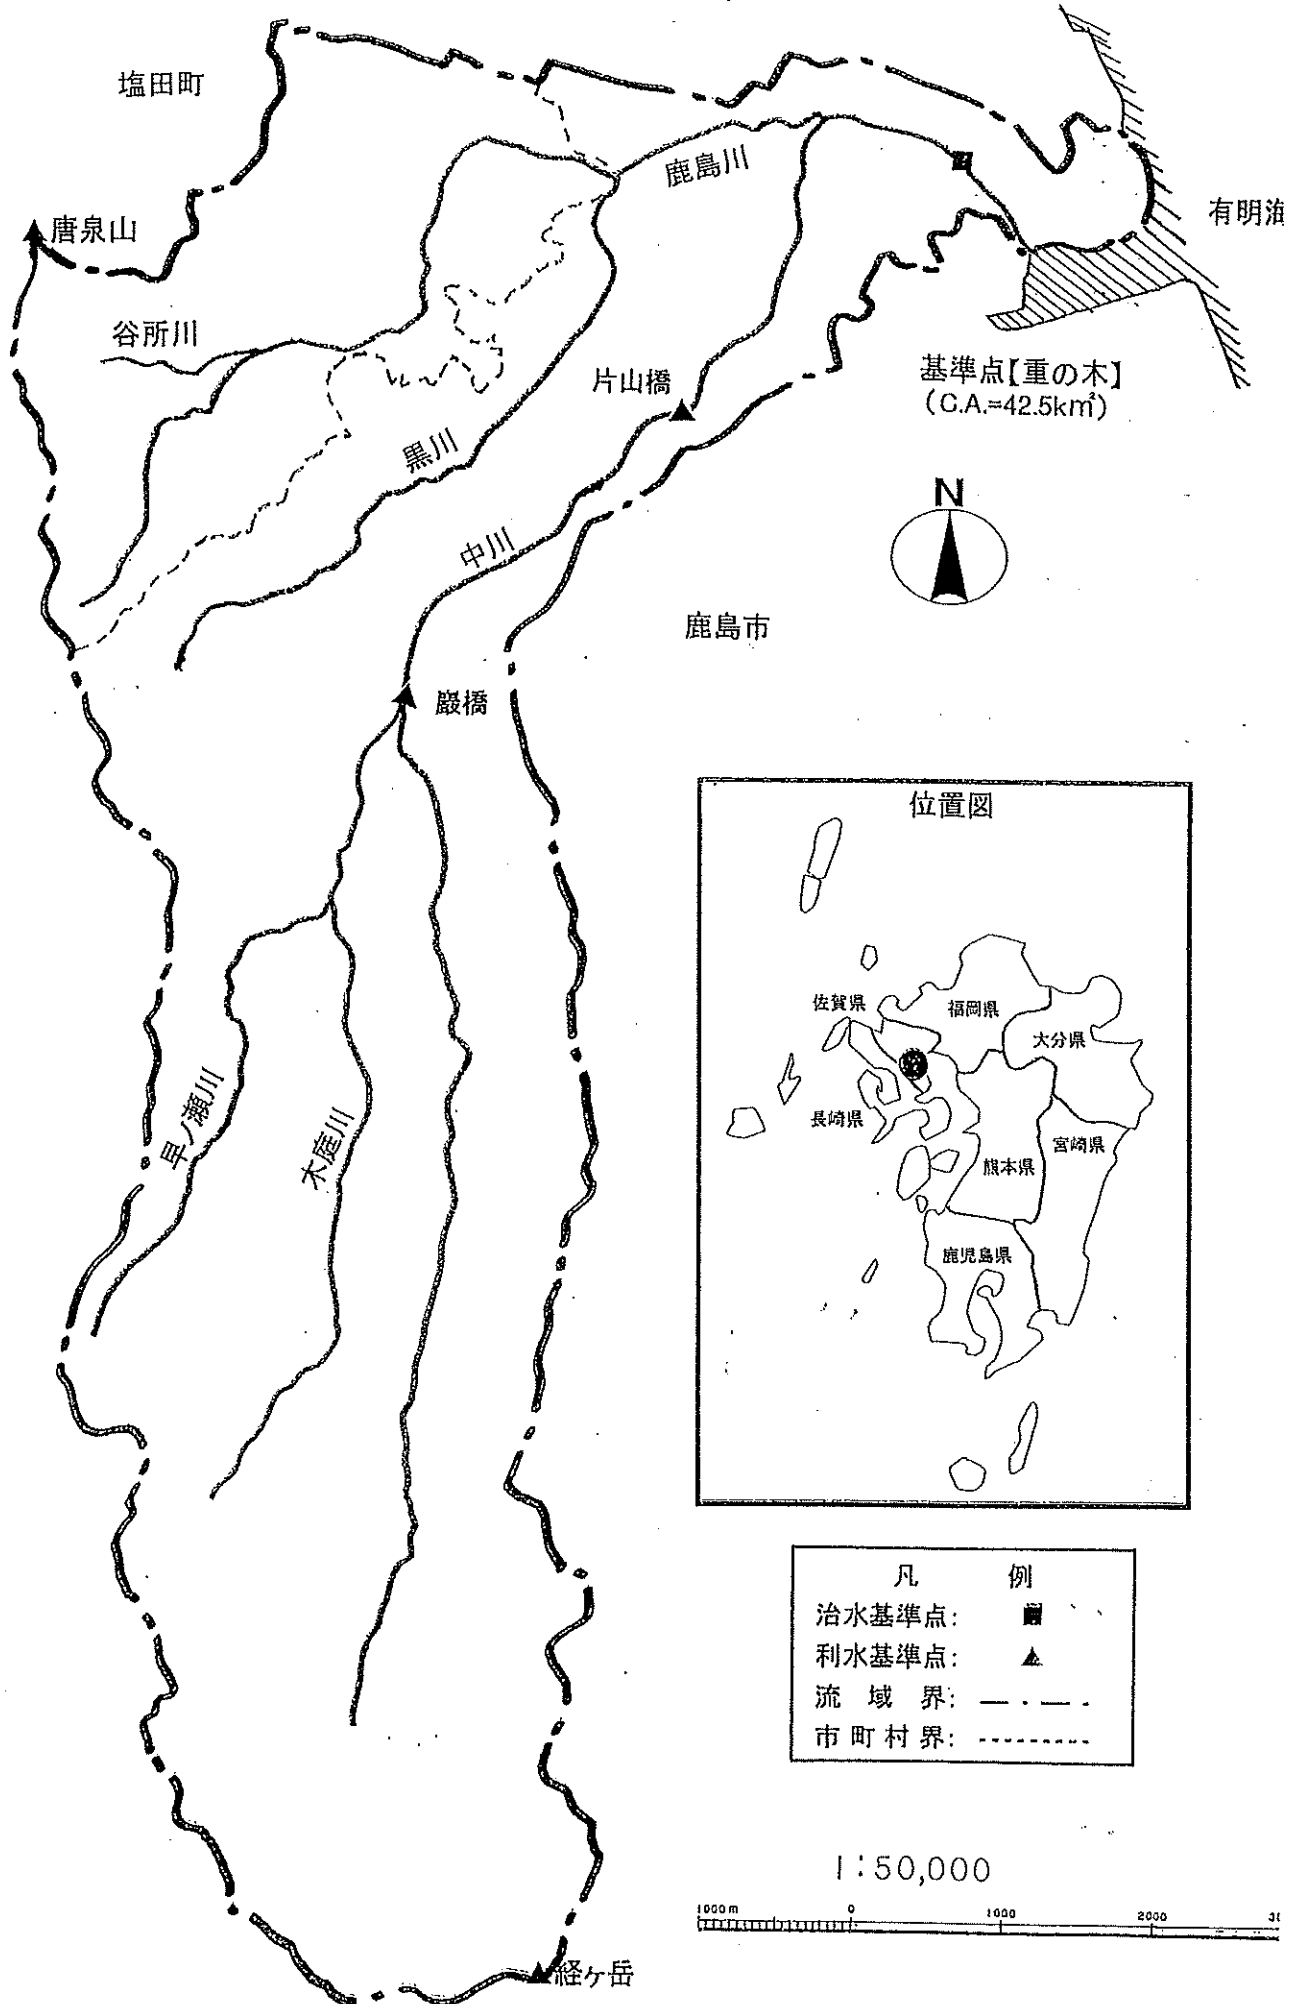 塩田町
鹿島川
唐泉山
有明海
谷所川
片山橋
基準点【重の木】
(C.A.=42.5km²)
黒川
N
中川
鹿島市
巌橋
位置図
佐賀県
福岡県
大分県
長崎県
宮崎県
熊本県
鹿児島県
早ノ瀬川
木庭川
凡 例
治水基準点:
利水基準点:
流 域 界:
市町村界:
1:50,000
1000m 0 1000 2000
経ヶ岳